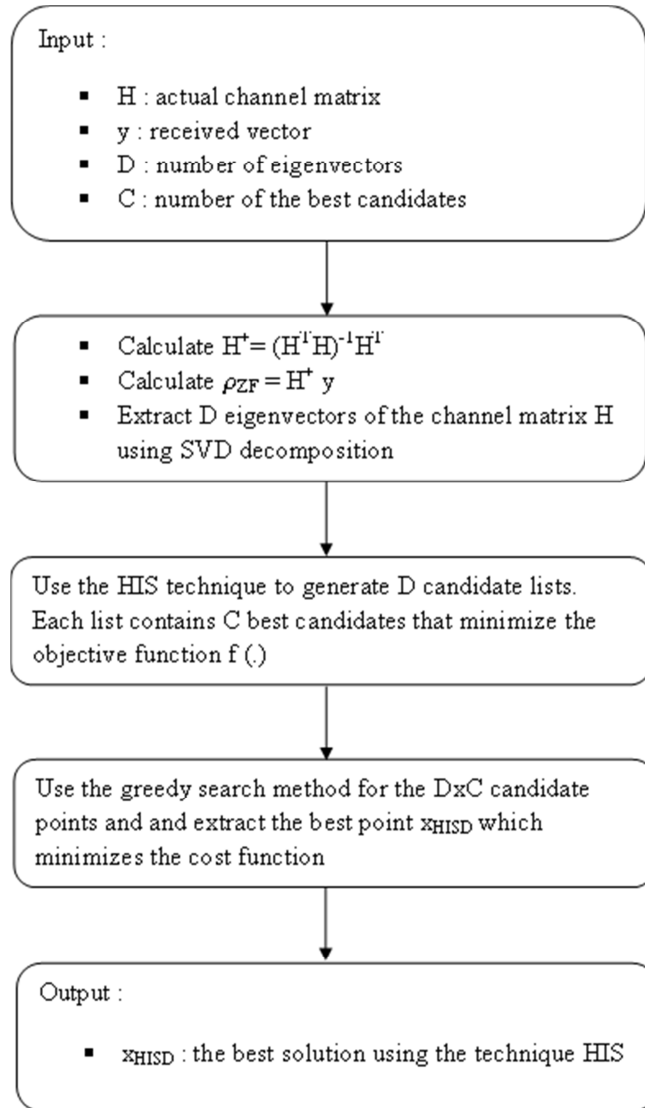 Input :
▪ H : actual channel matrix
▪ y : received vector
▪ D : number of eigenvectors
▪ C : number of the best candidates
▪ Calculate H⁺= (HᵀH)⁻¹Hᵀ
▪ Calculate ρZF = H⁺ y
▪ Extract D eigenvectors of the channel matrix H
using SVD decomposition
Use the HIS technique to generate D candidate lists.
Each list contains C best candidates that minimize the
objective function f (.)
Use the greedy search method for the DxC candidate
points and and extract the best point xHISD which
minimizes the cost function
Output :
▪ xHISD : the best solution using the technique HIS